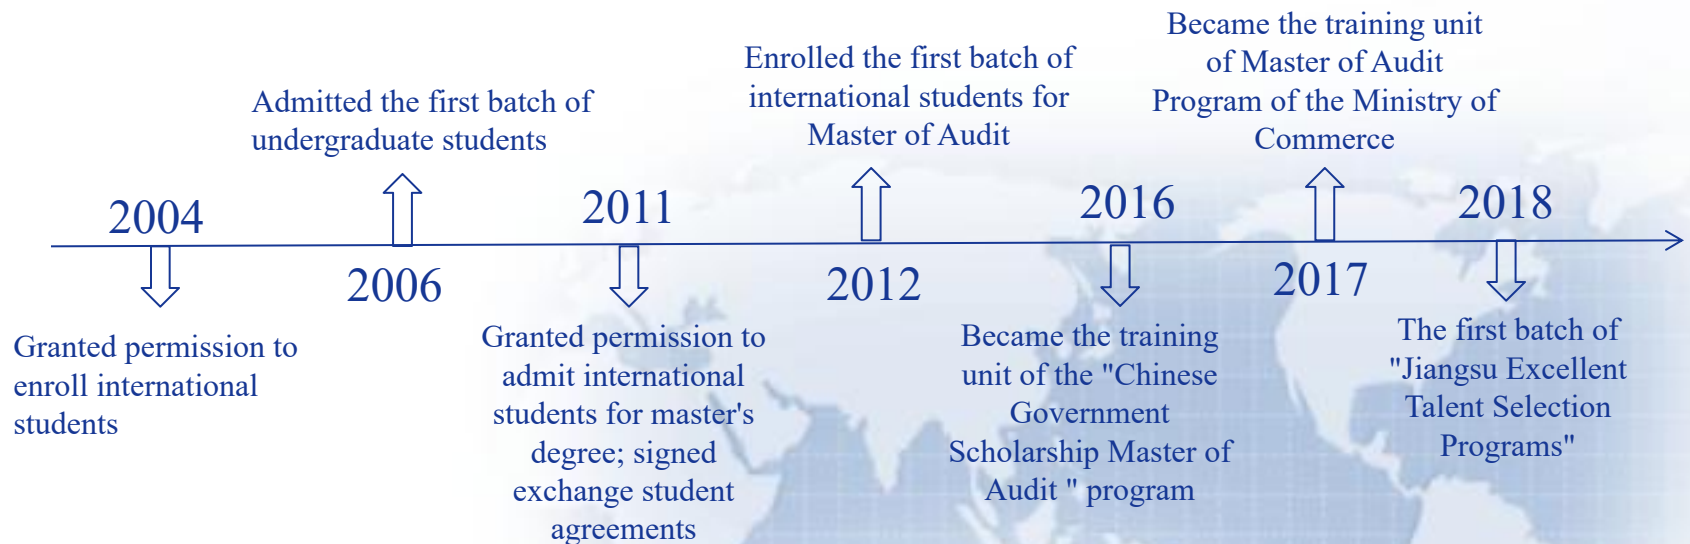 2004
Granted permission to
enroll international
students
Admitted the first batch of
undergraduate students
2006
2011
Granted permission to
admit international
students for master's
degree; signed
exchange student
agreements
Enrolled the first batch of
international students for
Master of Audit
2012
2016
Became the training
unit of the "Chinese
Government
Scholarship Master of
Audit " program
Became the training unit
of Master of Audit
Program of the Ministry of
Commerce
2017
2018
The first batch of
"Jiangsu Excellent
Talent Selection
Programs"